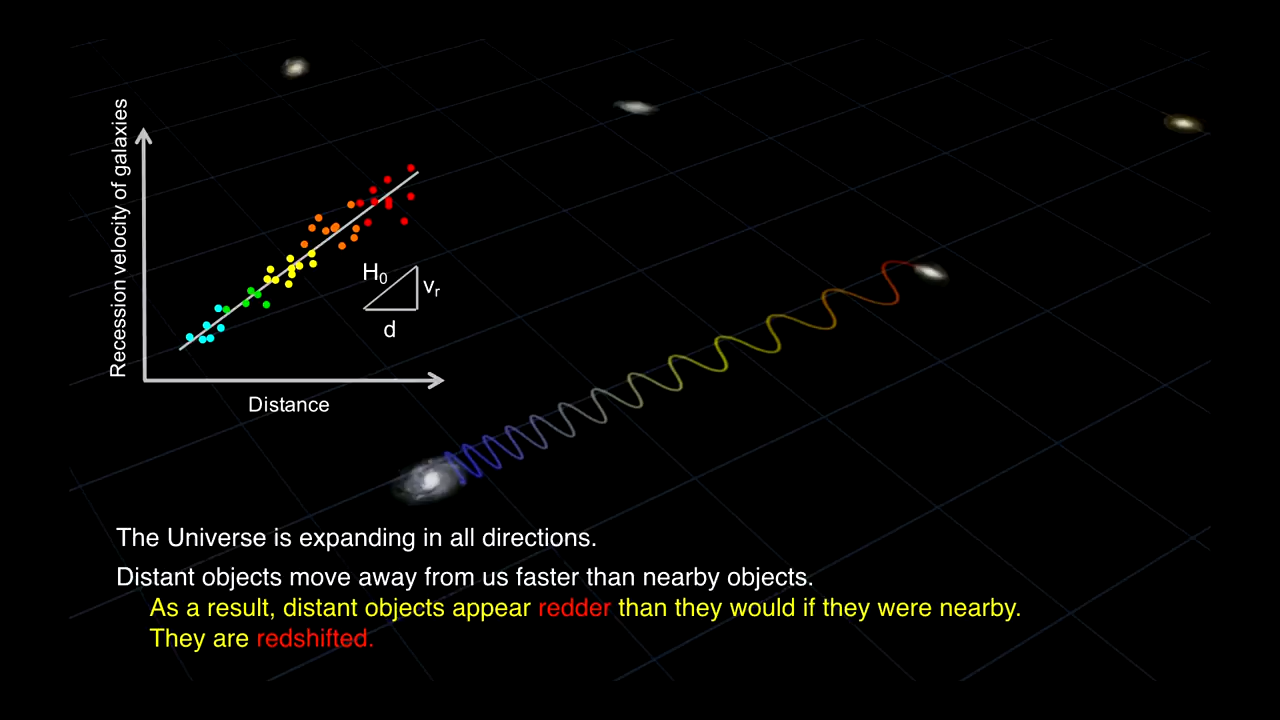 Recession velocity of galaxies
H₀
vᵣ
d
Distance
The Universe is expanding in all directions.
Distant objects move away from us faster than nearby objects.
As a result, distant objects appear redder than they would if they were nearby.
They are redshifted.